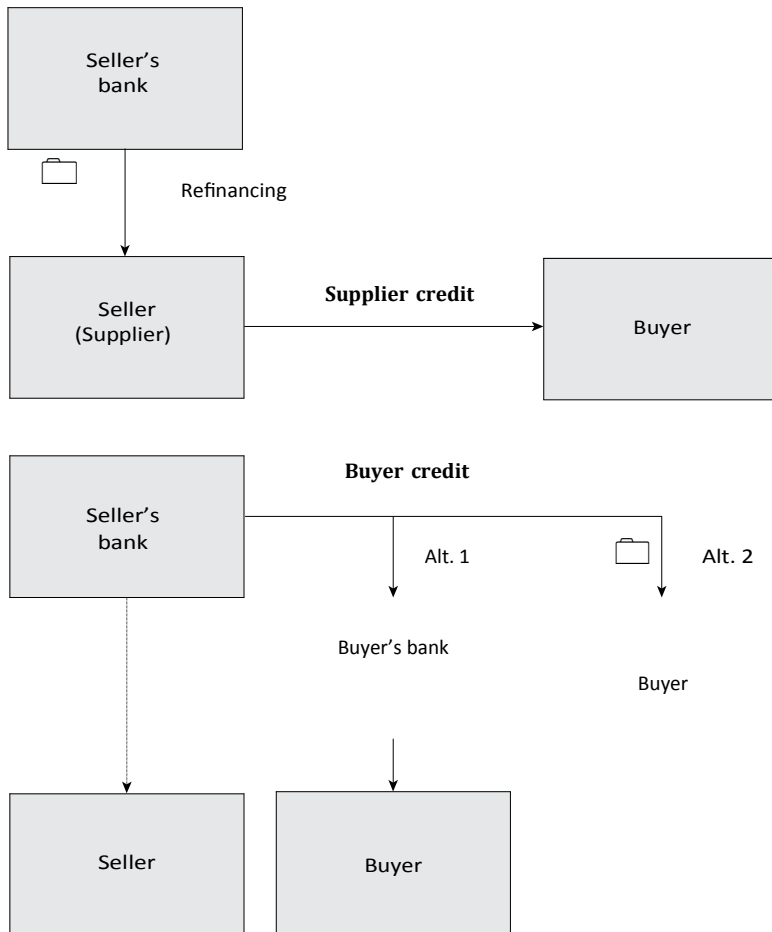 Seller’s
bank
Refinancing
Supplier credit
Seller
(Supplier)
Buyer
Buyer credit
Seller’s
bank
Alt. 1
Alt. 2
Buyer’s bank
Buyer
Seller
Buyer